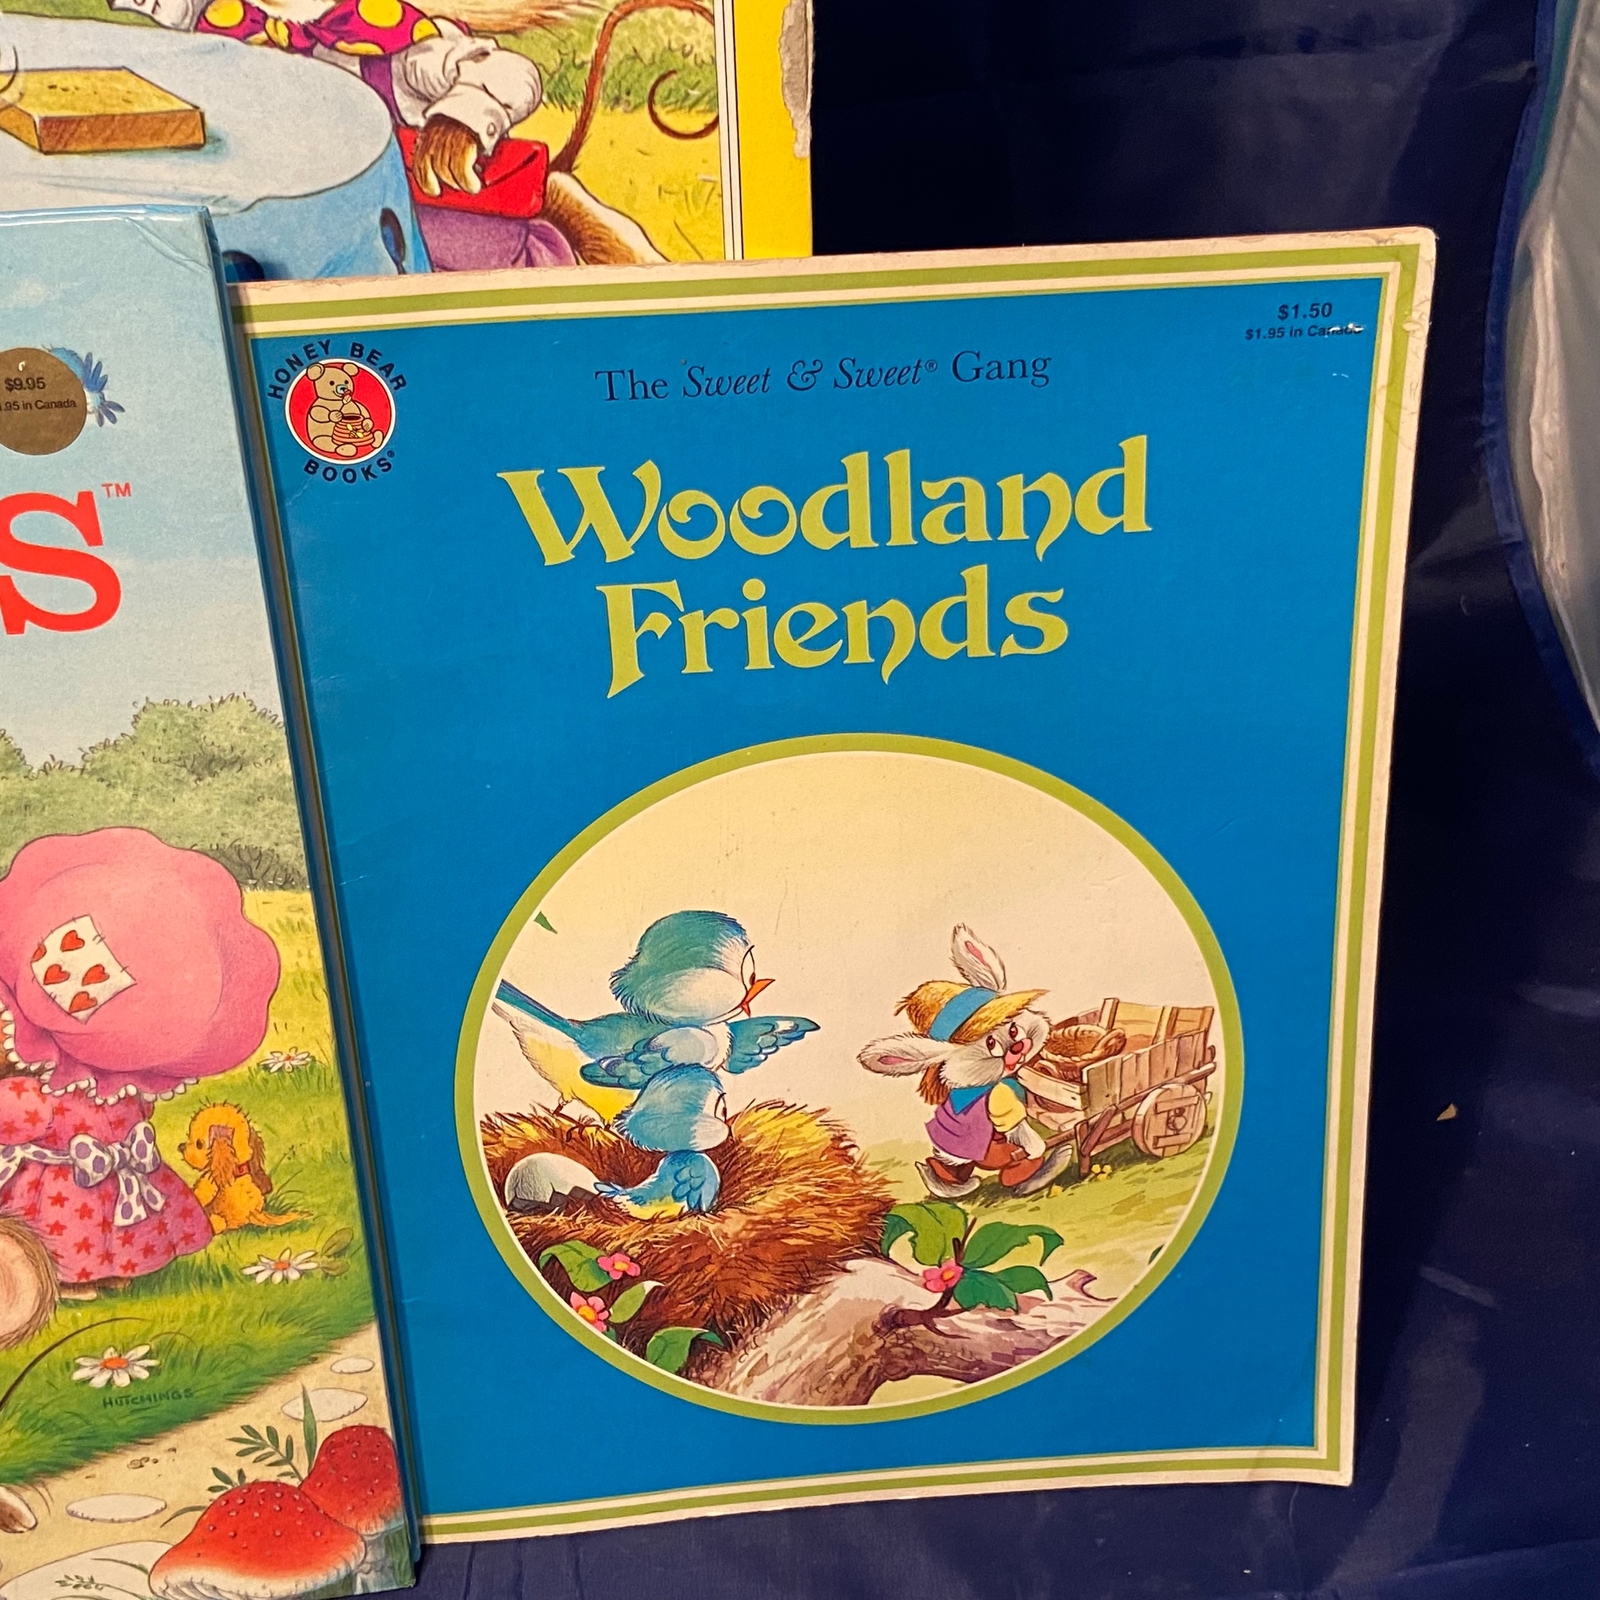 $9.95
.95 in Canada
S™
HUTCHINGS
HONEY BEAR
BOOKS®
$1.50
$1.95 in Canada
The Sweet & Sweet® Gang
Woodland
Friends